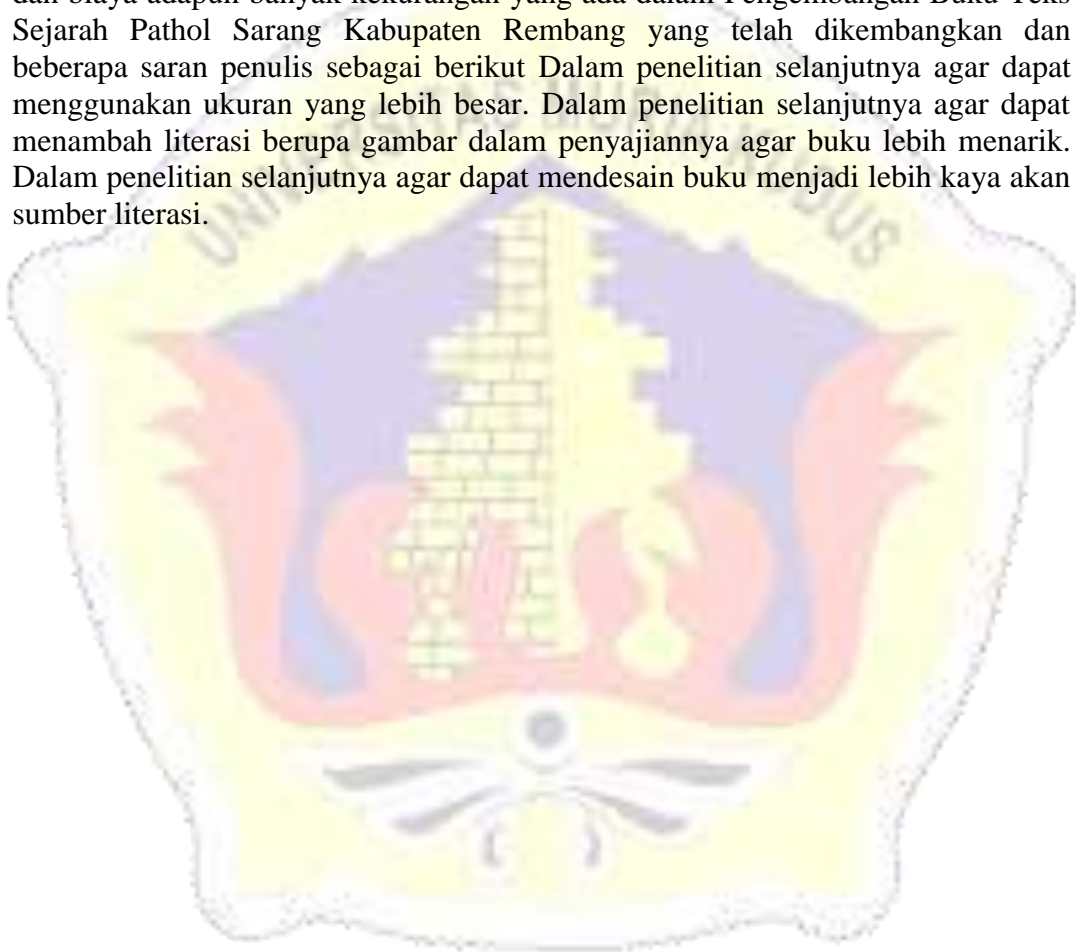 dan biaya adapun banyak kekurangan yang ada dalam Pengembangan Buku Teks
Sejarah Pathol Sarang Kabupaten Rembang yang telah dikembangkan dan
beberapa saran penulis sebagai berikut Dalam penelitian selanjutnya agar dapat
menggunakan ukuran yang lebih besar. Dalam penelitian selanjutnya agar dapat
menambah literasi berupa gambar dalam penyajiannya agar buku lebih menarik.
Dalam penelitian selanjutnya agar dapat mendesain buku menjadi lebih kaya akan
sumber literasi.
UNIVERSITAS MURIA KUDUS